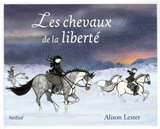 Les chevaux
de la liberté
Alison Lester